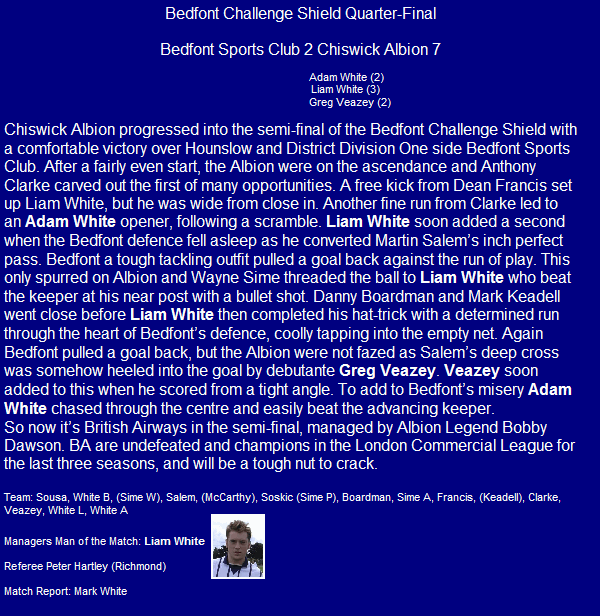 Bedfont Challenge Shield Quarter-Final
Bedfont Sports Club 2 Chiswick Albion 7
Adam White (2)
Liam White (3)
Greg Veazey (2)
Chiswick Albion progressed into the semi-final of the Bedfont Challenge Shield with
a comfortable victory over Hounslow and District Division One side Bedfont Sports
Club. After a fairly even start, the Albion were on the ascendance and Anthony
Clarke carved out the first of many opportunities. A free kick from Dean Francis set
up Liam White, but he was wide from close in. Another fine run from Clarke led to
an Adam White opener, following a scramble. Liam White soon added a second
when the Bedfont defence fell asleep as he converted Martin Salem's inch perfect
pass. Bedfont a tough tackling outfit pulled a goal back against the run of play. This
only spurred on Albion and Wayne Sime threaded the ball to Liam White who beat
the keeper at his near post with a bullet shot. Danny Boardman and Mark Keadell
went close before Liam White then completed his hat-trick with a determined run
through the heart of Bedfont's defence, coolly tapping into the empty net. Again
Bedfont pulled a goal back, but the Albion were not fazed as Salem's deep cross
was somehow heeled into the goal by debutante Greg Veazey. Veazey soon
added to this when he scored from a tight angle. To add to Bedfont's misery Adam
White chased through the centre and easily beat the advancing keeper.
So now it's British Airways in the semi-final, managed by Albion Legend Bobby
Dawson. BA are undefeated and champions in the London Commercial League for
the last three seasons, and will be a tough nut to crack.
Team: Sousa, White B, (Sime W), Salem, (McCarthy), Soskic (Sime P), Boardman, Sime A, Francis, (Keadell), Clarke,
Veazey, White L, White A
Managers Man of the Match: Liam White
Referee Peter Hartley (Richmond)
Match Report: Mark White